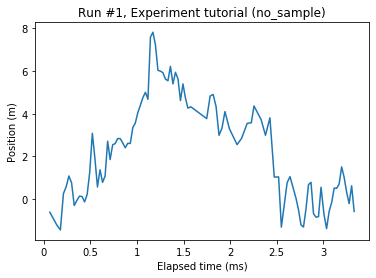 Run #1, Experiment tutorial (no_sample)
Position (m)
8
6
4
2
0
0 0.5 1 1.5 2 2.5 3
Elapsed time (ms)